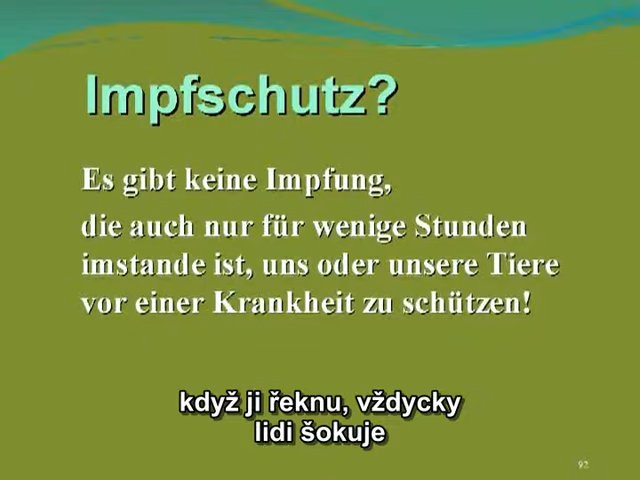 Impfschutz?
Es gibt keine Impfung,
die auch nur für wenige Stunden
imstande ist, uns oder unsere Tiere
vor einer Krankheit zu schützen!
když ji řeknu, vždycky
lidi šokuje
92